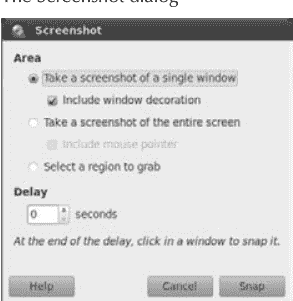 The Screenshot dialog
Screenshot
Area
Take a screenshot of a single window
Include window decoration
Take a screenshot of the entire screen
Include mouse pointer
Select a region to grab
Delay
0 seconds
At the end of the delay, click in a window to snap it.
Help Cancel Snap